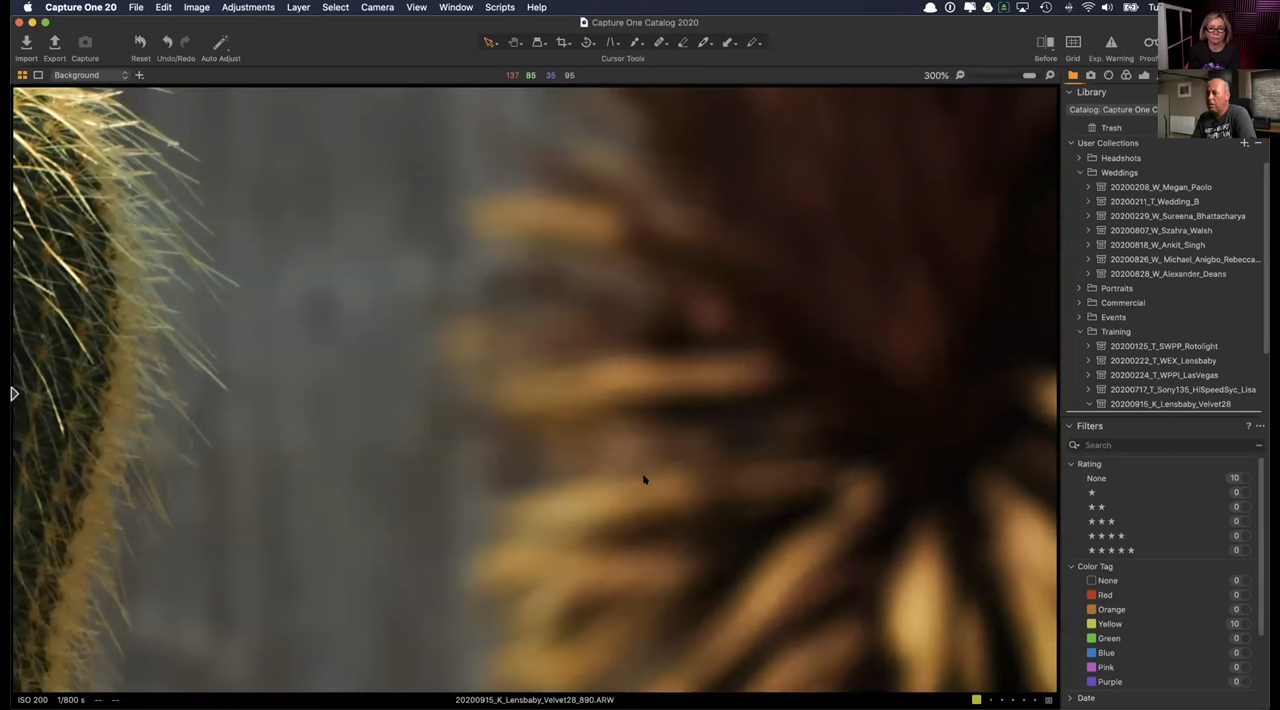 Capture One 20 File Edit Image Adjustments Layer Select Camera View Window Scripts Help
Capture One Catalog 2020
Import Export Capture Reset Undo/Redo Auto Adjust Cursor Tools Before Grid Exp. Warning
Background 137 85 35 95 300%
Library
Catalog: Capture One C
Trash
User Collections
Headshots
Weddings
20200208_W_Megan_Paolo
20200211_T_Wedding_B
20200229_W_Sureena_Bhattacharya
20200807_W_Szahra_Walsh
20200818_W_Ankit_Singh
20200826_W_ Michael_Anigbo_Rebecca...
20200828_W_Alexander_Deans
Portraits
Commercial
Events
Training
20200125_T_SWPP_Rotolight
20200222_T_WEX_Lensbaby
20200224_T_WPPI_LasVegas
20200717_T_Sony135_HiSpeedSyc_Lisa
20200915_K_Lensbaby_Velvet28
Filters ? ...
Search
Rating
None 10
★ 0
★ ★ 0
★ ★ ★ 0
★ ★ ★ ★ 0
★ ★ ★ ★ ★ 0
Color Tag
None 0
Red 0
Orange 0
Yellow 10
Green 0
Blue 0
Pink 0
Purple 0
Date
ISO 200 1/800 s -- -- 20200915_K_Lensbaby_Velvet28_890.ARW